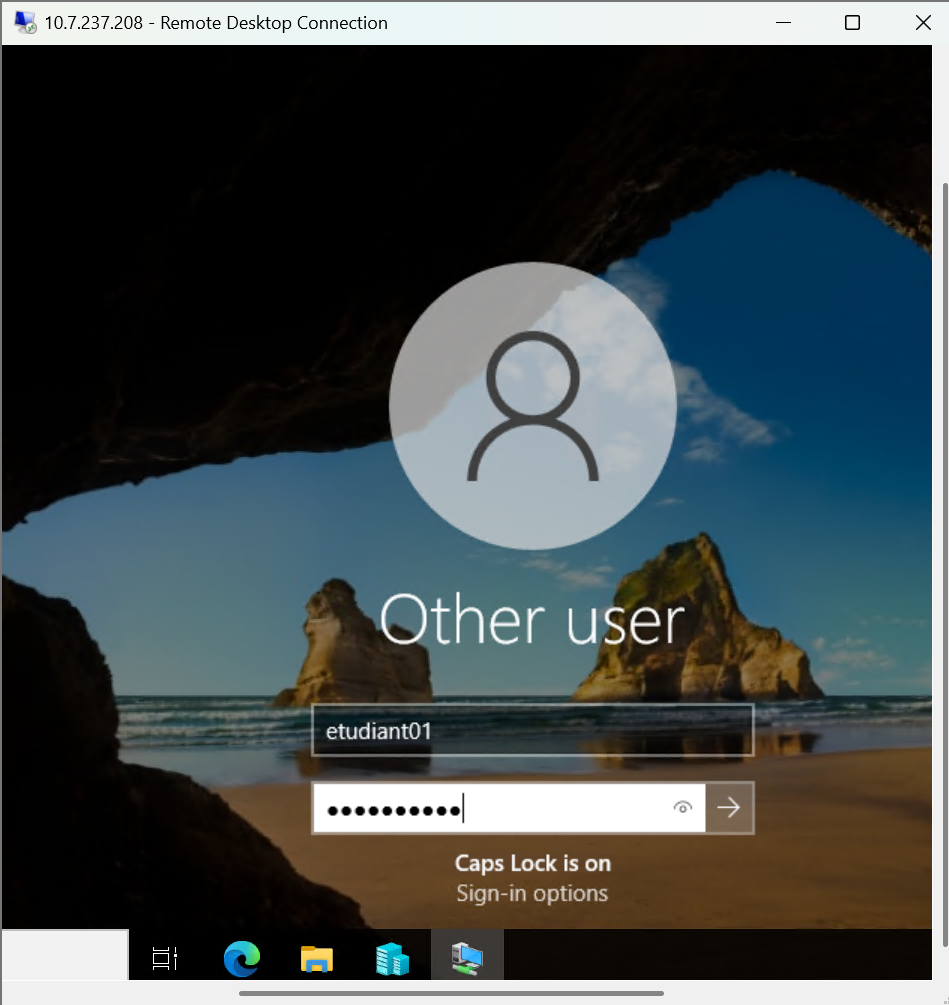 10.7.237.208 - Remote Desktop Connection
Other user
etudiant01
Caps Lock is on
Sign-in options